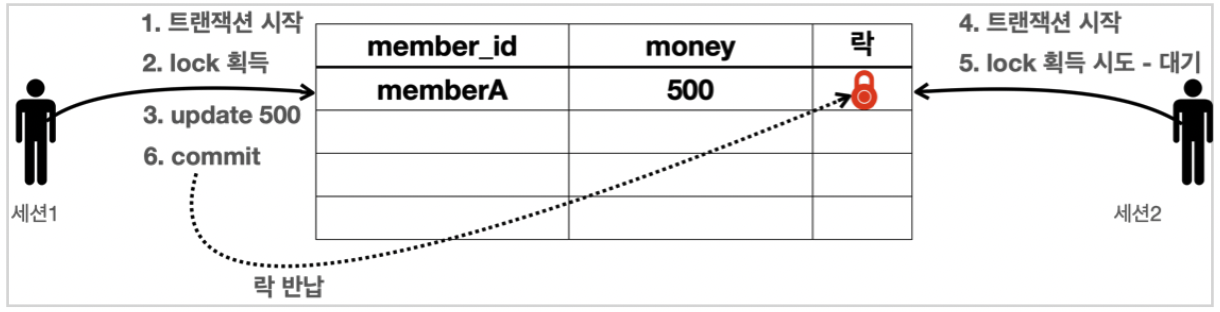 1. 트랜잭션 시작
2. lock 획득
3. update 500
6. commit
세션1
락 반납
member_id money 락
memberA 500
4. 트랜잭션 시작
5. lock 획득 시도 - 대기
세션2